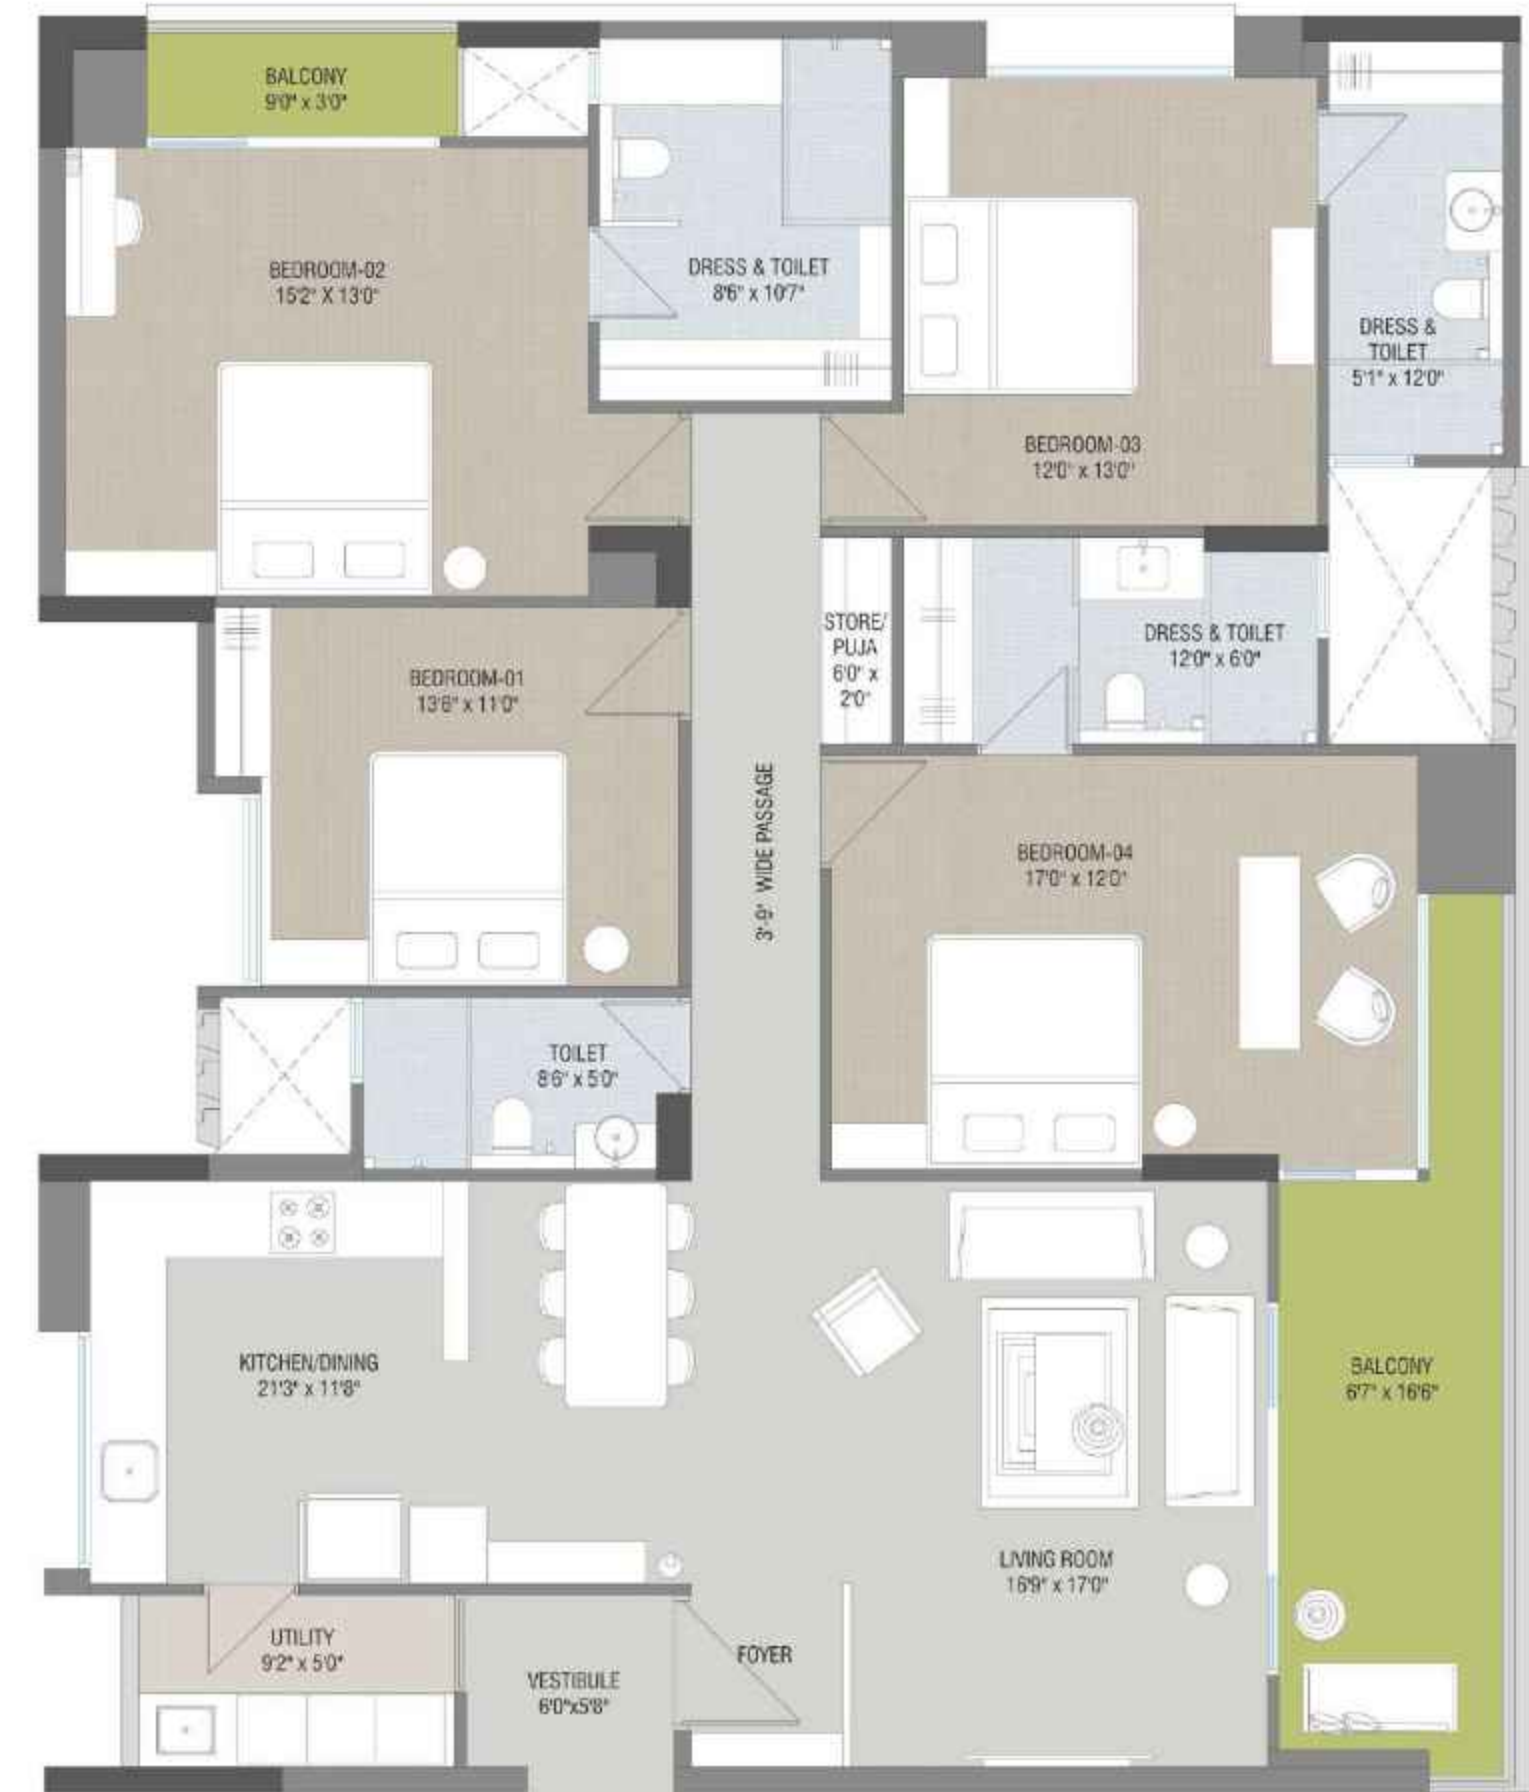 BALCONY
9'0" x 3'0"
BEDROOM-02
15'2" X 13'0"
DRESS & TOILET
8'6" x 10'7"
DRESS &
TOILET
5'1" x 12'0"
BEDROOM-03
12'0" x 13'0"
STORE/
PUJA
6'0" x
2'0"
DRESS & TOILET
12'0" x 6'0"
BEDROOM-01
13'6" x 11'0"
3'-9" WIDE PASSAGE
BEDROOM-04
17'0" x 12'0"
TOILET
8'6" x 5'0"
KITCHEN/DINING
21'3" x 11'8"
BALCONY
6'7" x 16'6"
LIVING ROOM
16'9" x 17'0"
UTILITY
9'2" x 5'0"
VESTIBULE
6'0"x5'8"
FOYER